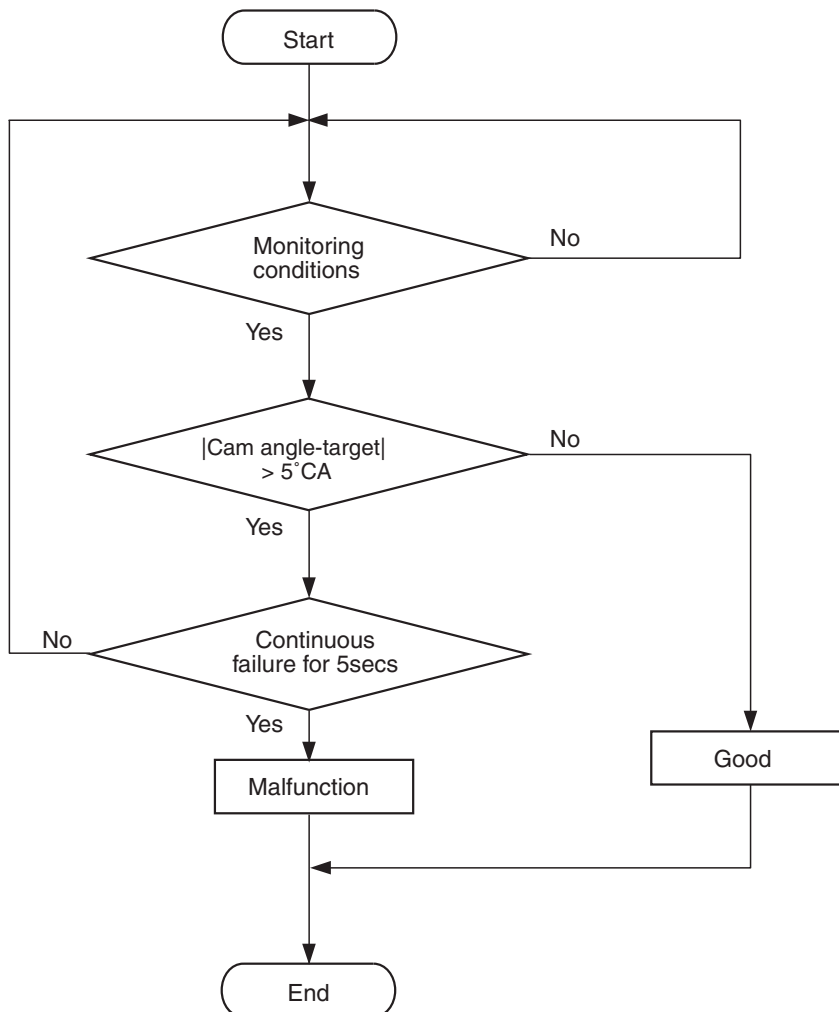 Start
Monitoring
conditions
No
Yes
|Cam angle-target|
> 5˚CA
No
Yes
Continuous
failure for 5secs
No
Yes
Malfunction
Good
End